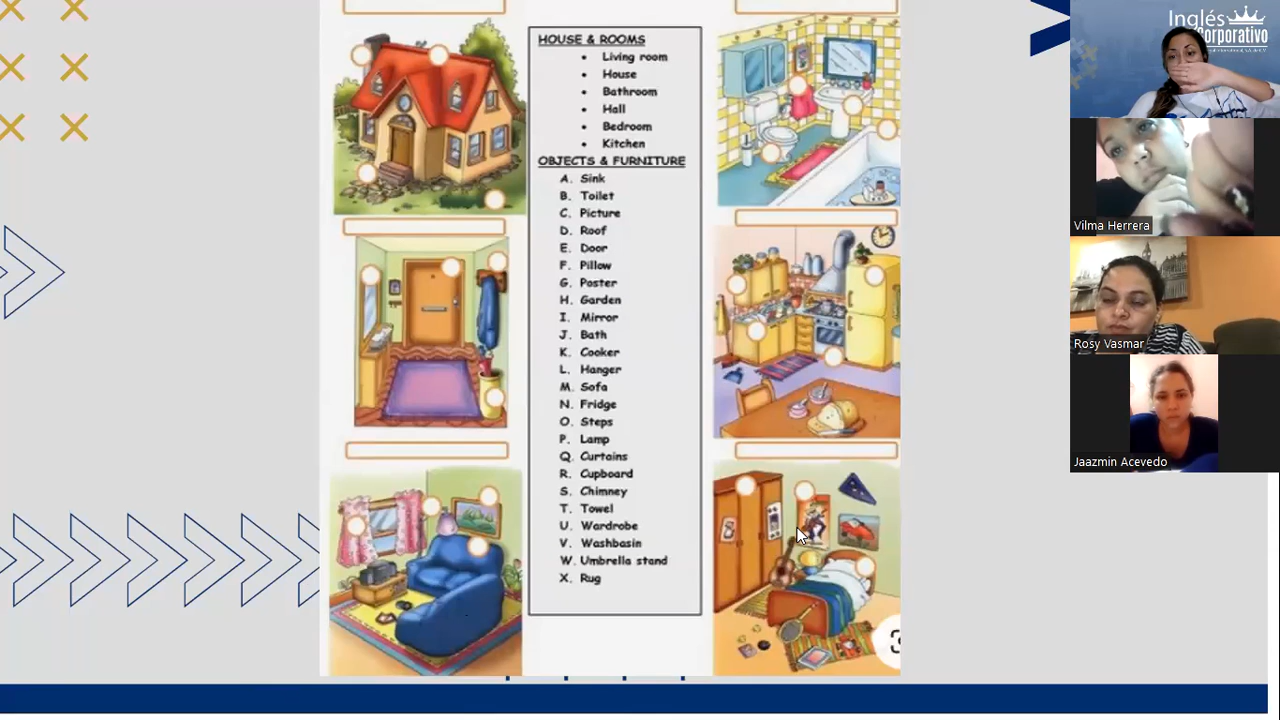 HOUSE & ROOMS
Living room
House
Bathroom
Hall
Bedroom
Kitchen
OBJECTS & FURNITURE
A. Sink
B. Toilet
C. Picture
D. Roof
E. Door
F. Pillow
G. Poster
H. Garden
I. Mirror
J. Bath
K. Cooker
L. Hanger
M. Sofa
N. Fridge
O. Steps
P. Lamp
Q. Curtains
R. Cupboard
S. Chimney
T. Towel
U. Wardrobe
V. Washbasin
W. Umbrella stand
X. Rug
Inglés
Corporativo
Vilma Herrera
Rosy Vasmar
Jaazmin Acevedo